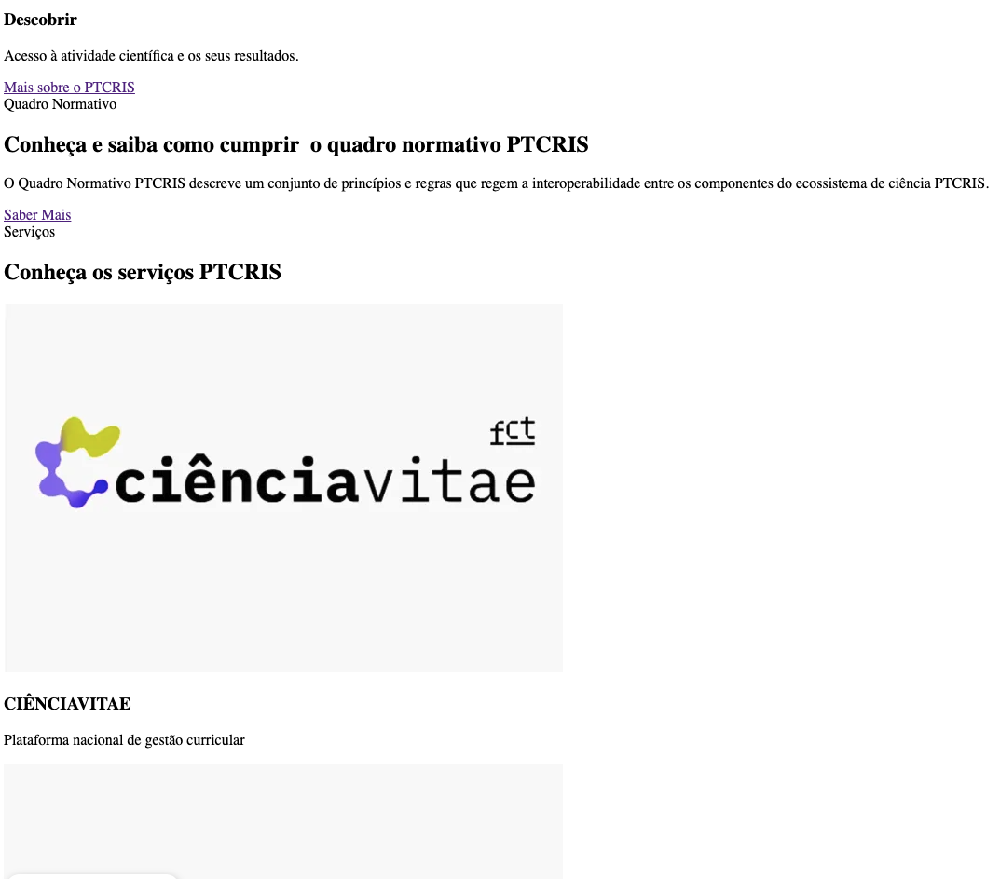 Descobrir
Acesso à atividade científica e os seus resultados.
Mais sobre o PTCRIS
Quadro Normativo
Conheça e saiba como cumprir  o quadro normativo PTCRIS
O Quadro Normativo PTCRIS descreve um conjunto de princípios e regras que regem a interoperabilidade entre os componentes do ecossistema de ciência PTCRIS.
Saber Mais
Serviços
Conheça os serviços PTCRIS
fct
ciênciavitae
CIÊNCIAVITAE
Plataforma nacional de gestão curricular